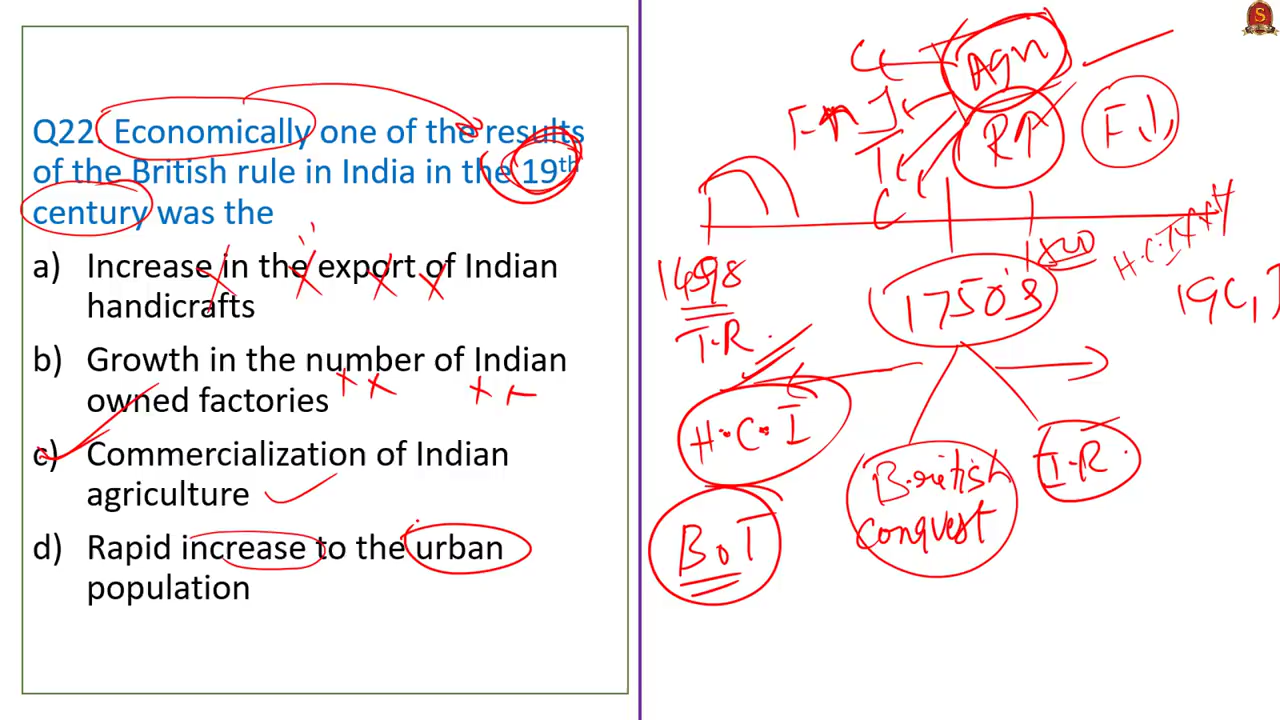 Q22. Economically one of the results
of the British rule in India in the 19th
century was the
a) Increase in the export of Indian
handicrafts
b) Growth in the number of Indian
owned factories
c) Commercialization of Indian
agriculture
d) Rapid increase to the urban
population
Agri
RM
1498
T.R.
1750's
1800
H.C.I
British
conquest
I.R.
BoT